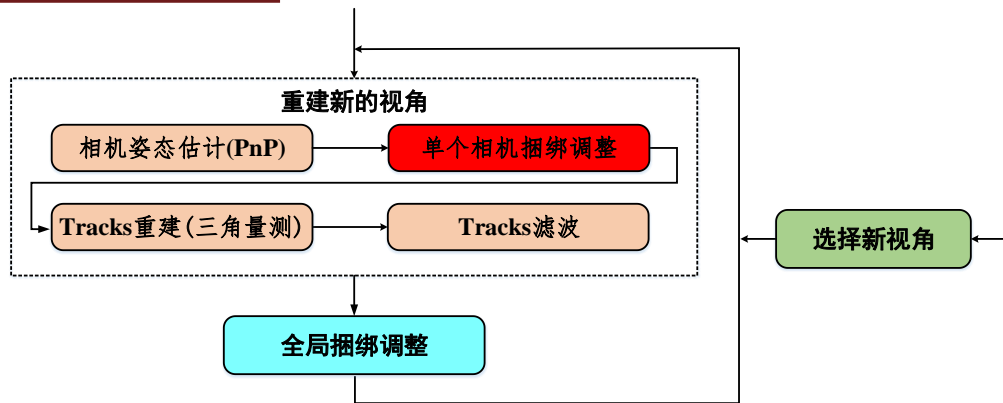 重建新的视角
相机姿态估计(PnP)
单个相机捆绑调整
Tracks重建(三角量测)
Tracks滤波
选择新视角
全局捆绑调整